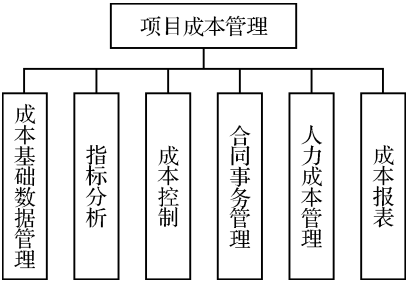 项目成本管理
成本基础数据管理
指标分析
成本控制
合同事务管理
人力成本管理
成本报表